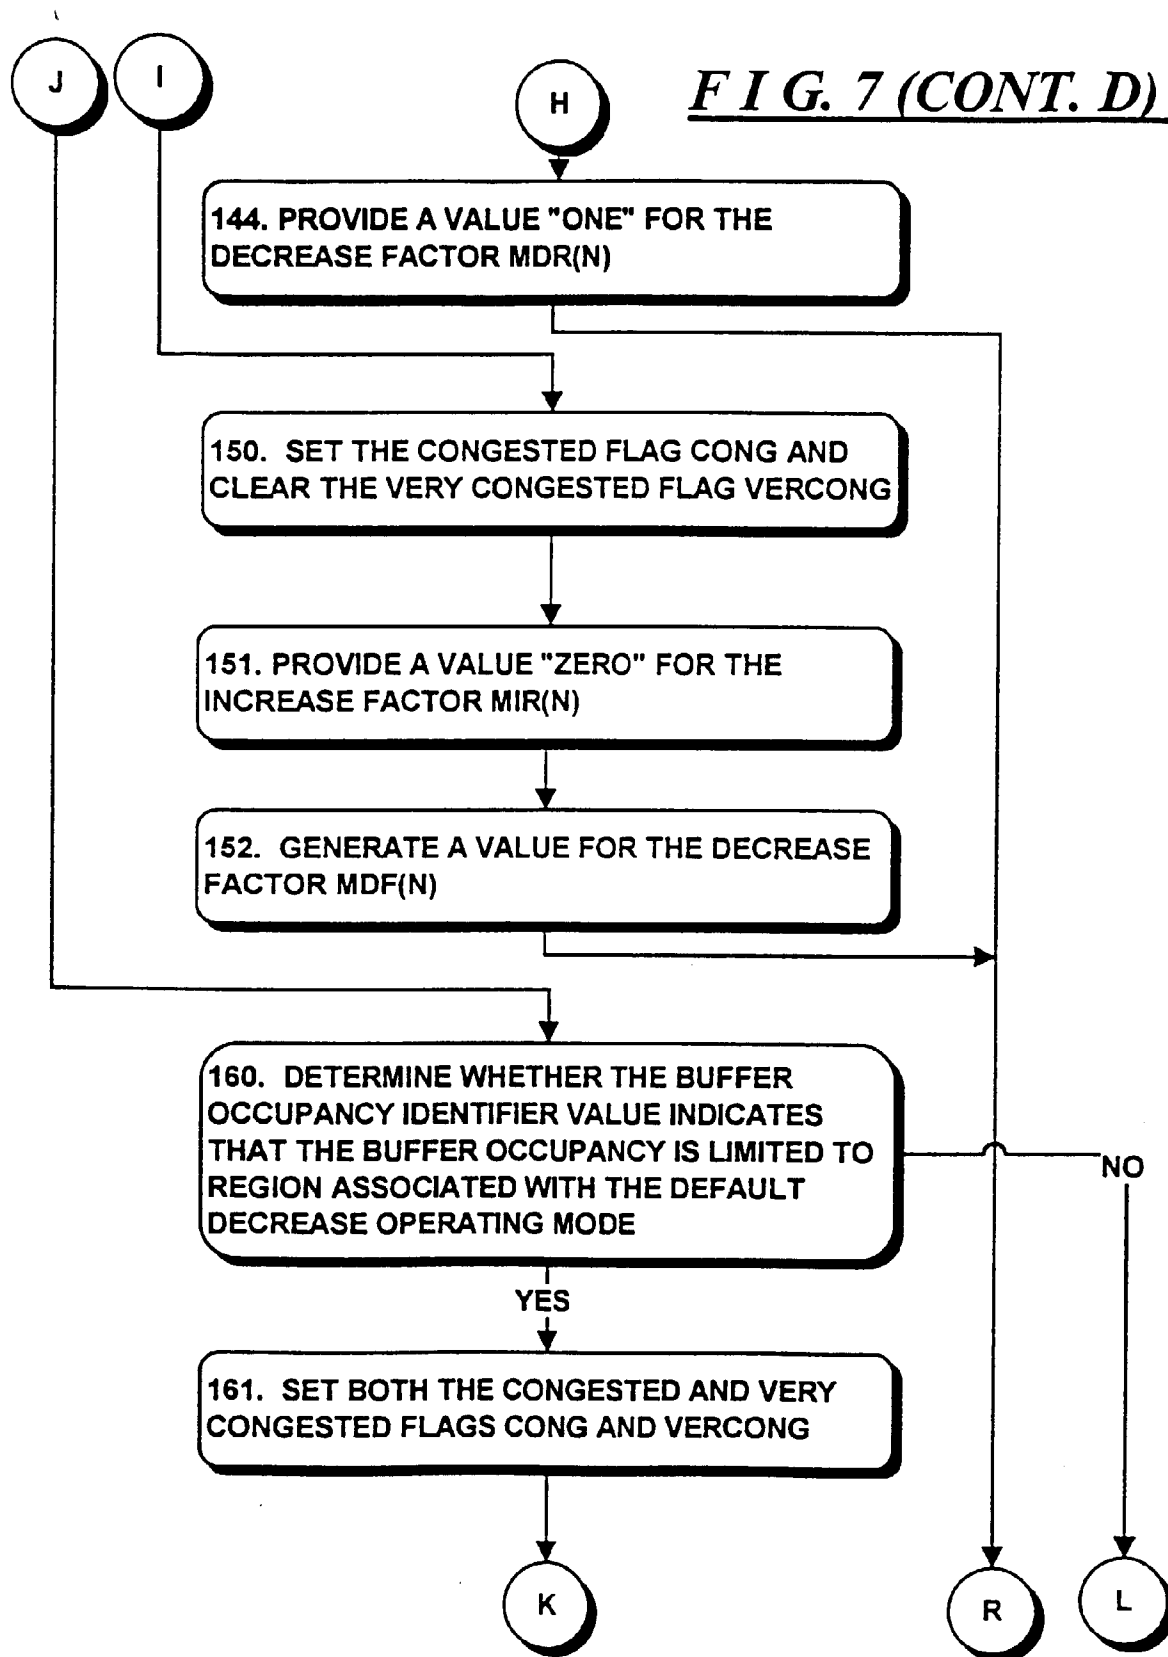 J
I
H
F I G. 7 (CONT. D)
144. PROVIDE A VALUE "ONE" FOR THE
DECREASE FACTOR MDR(N)
150. SET THE CONGESTED FLAG CONG AND
CLEAR THE VERY CONGESTED FLAG VERCONG
151. PROVIDE A VALUE "ZERO" FOR THE
INCREASE FACTOR MIR(N)
152. GENERATE A VALUE FOR THE DECREASE
FACTOR MDF(N)
160. DETERMINE WHETHER THE BUFFER
OCCUPANCY IDENTIFIER VALUE INDICATES
THAT THE BUFFER OCCUPANCY IS LIMITED TO
REGION ASSOCIATED WITH THE DEFAULT
DECREASE OPERATING MODE
NO
YES
161. SET BOTH THE CONGESTED AND VERY
CONGESTED FLAGS CONG AND VERCONG
K
R
L